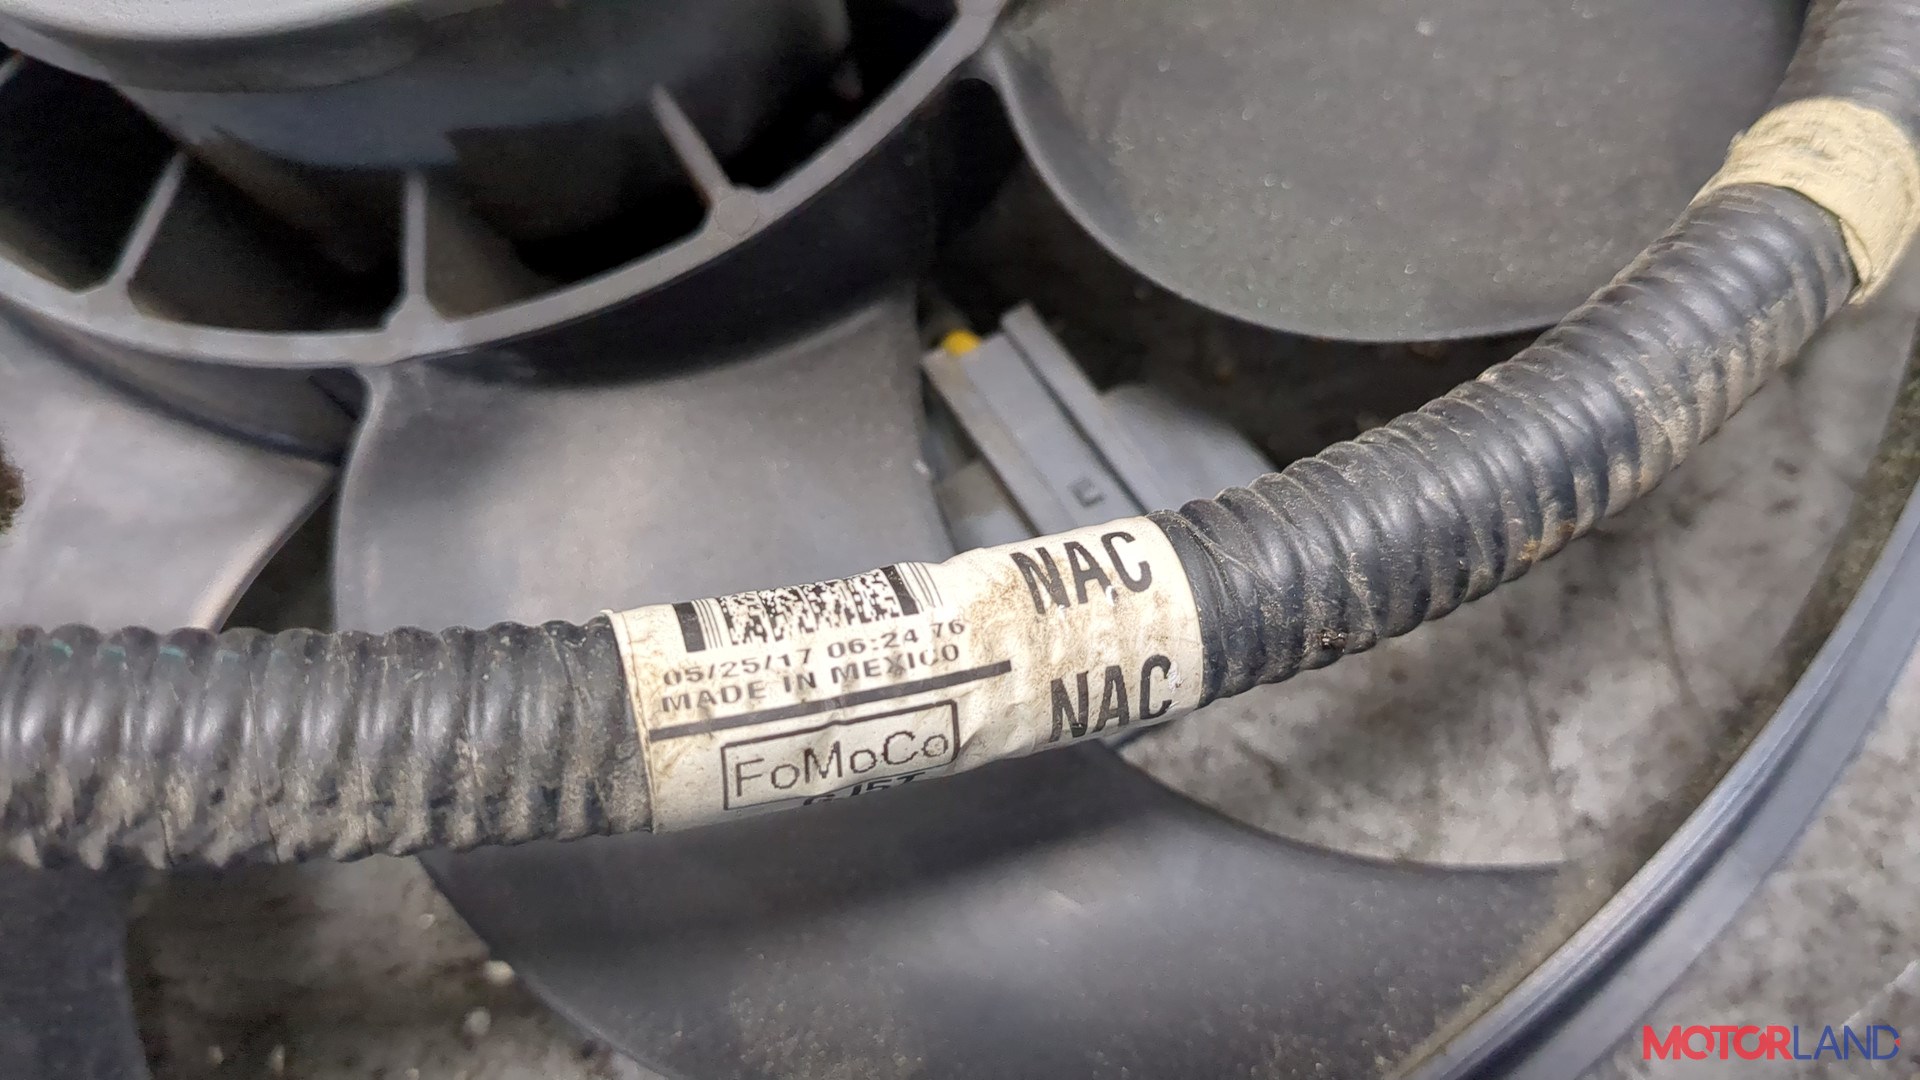 05/25/17 06:24 76
MADE IN MEXICO
FoMoCo
NAC
NAC
MOTORLAND